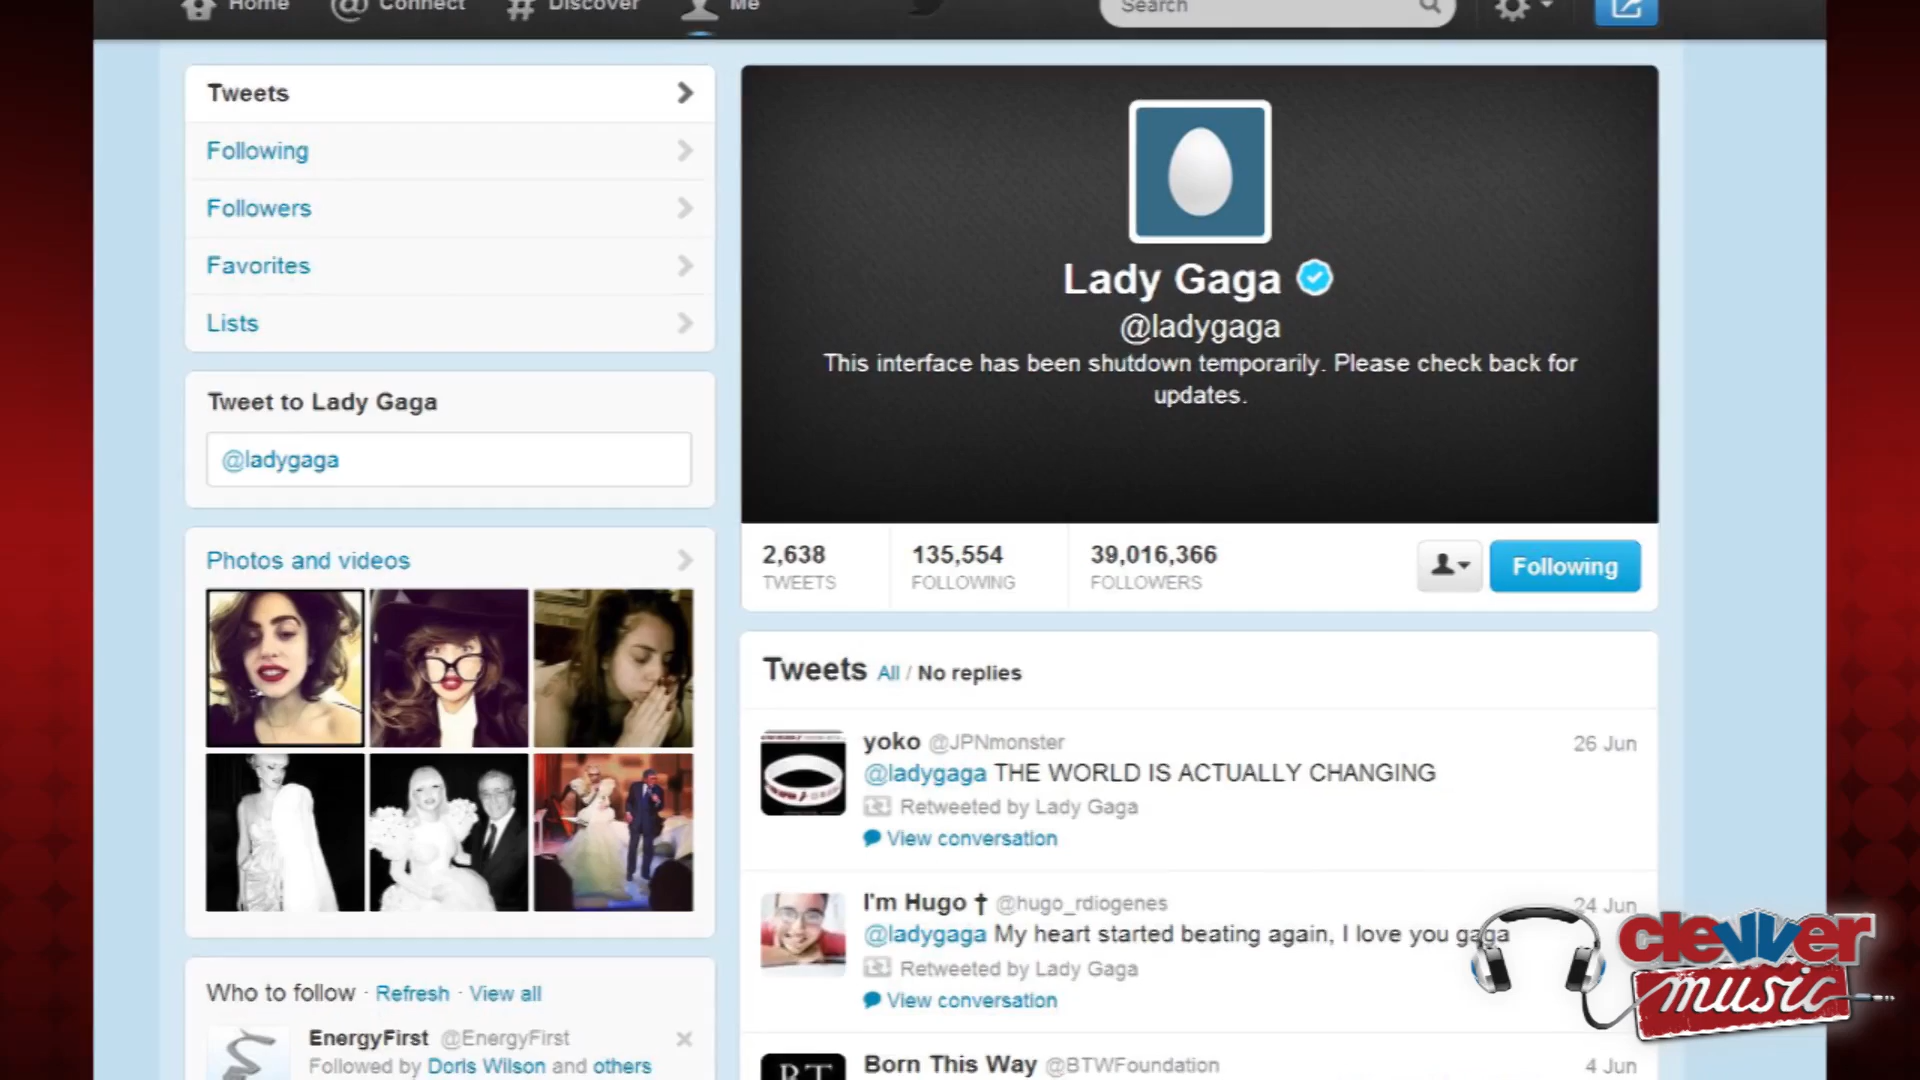 Home
Connect
Discover
Me
Search
Tweets
Following
Followers
Favorites
Lists
Tweet to Lady Gaga
@ladygaga
Photos and videos
Who to follow · Refresh · View all
EnergyFirst @EnergyFirst
Followed by Doris Wilson and others
Lady Gaga
@ladygaga
This interface has been shutdown temporarily. Please check back for
updates.
2,638
TWEETS
135,554
FOLLOWING
39,016,366
FOLLOWERS
Following
Tweets All / No replies
yoko @JPNmonster 26 Jun
@ladygaga THE WORLD IS ACTUALLY CHANGING
Retweeted by Lady Gaga
View conversation
I'm Hugo † @hugo_rdiogenes 24 Jun
@ladygaga My heart started beating again, I love you gaga
Retweeted by Lady Gaga
View conversation
Born This Way @BTWFoundation 4 Jun
clevver
music